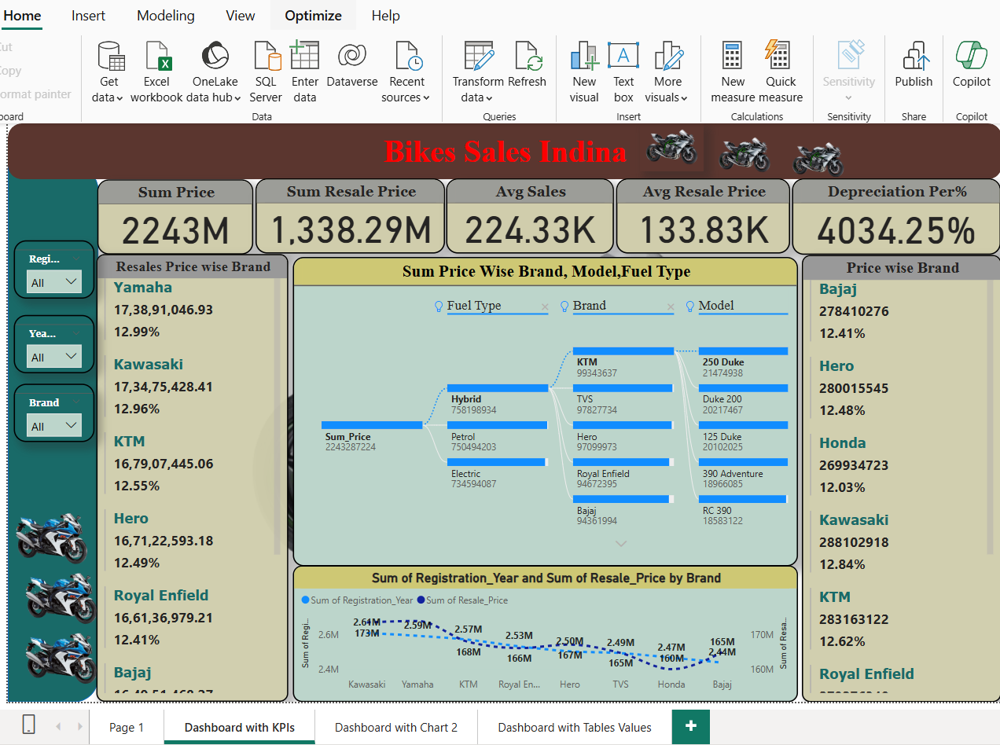 Home Insert Modeling View Optimize Help
Cut
Copy
Format painter
Get data
Excel workbook
OneLake data hub
SQL Server
Enter data
Dataverse
Recent sources
Transform data
Refresh
New visual
Text box
More visuals
New measure
Quick measure
Sensitivity
Publish
Copilot
board
Data
Queries
Insert
Calculations
Sensitivity
Share
Copilot
Bikes Sales Indina
Sum Price
2243M
Sum Resale Price
1,338.29M
Avg Sales
224.33K
Avg Resale Price
133.83K
Depreciation Per%
4034.25%
Regi...
All
Yea...
All
Brand
All
Resales Price wise Brand
Yamaha
17,38,91,046.93
12.99%
Kawasaki
17,34,75,428.41
12.96%
KTM
16,79,07,445.06
12.55%
Hero
16,71,22,593.18
12.49%
Royal Enfield
16,61,36,979.21
12.41%
Bajaj
Sum Price Wise Brand, Model,Fuel Type
Fuel Type
Brand
Model
Sum_Price
2243287224
Hybrid
758198934
Petrol
750494203
Electric
734594087
KTM
99343637
TVS
97827734
Hero
97099973
Royal Enfield
94672395
Bajaj
94361994
250 Duke
21474938
Duke 200
20217467
125 Duke
20102025
390 Adventure
18966085
RC 390
18583122
Sum of Registration_Year and Sum of Resale_Price by Brand
Sum of Registration_Year Sum of Resale_Price
Sum of Regi...
2.6M
2.4M
2.61M
173M
2.59M
2.57M
168M
2.53M
166M
2.50M
167M
2.49M
165M
2.47M
160M
165M
2.44M
170M
160M
Sum of Resa...
Kawasaki Yamaha KTM Royal En... Hero TVS Honda Bajaj
Price wise Brand
Bajaj
278410276
12.41%
Hero
280015545
12.48%
Honda
269934723
12.03%
Kawasaki
288102918
12.84%
KTM
283163122
12.62%
Royal Enfield
Page 1
Dashboard with KPIs
Dashboard with Chart 2
Dashboard with Tables Values
+